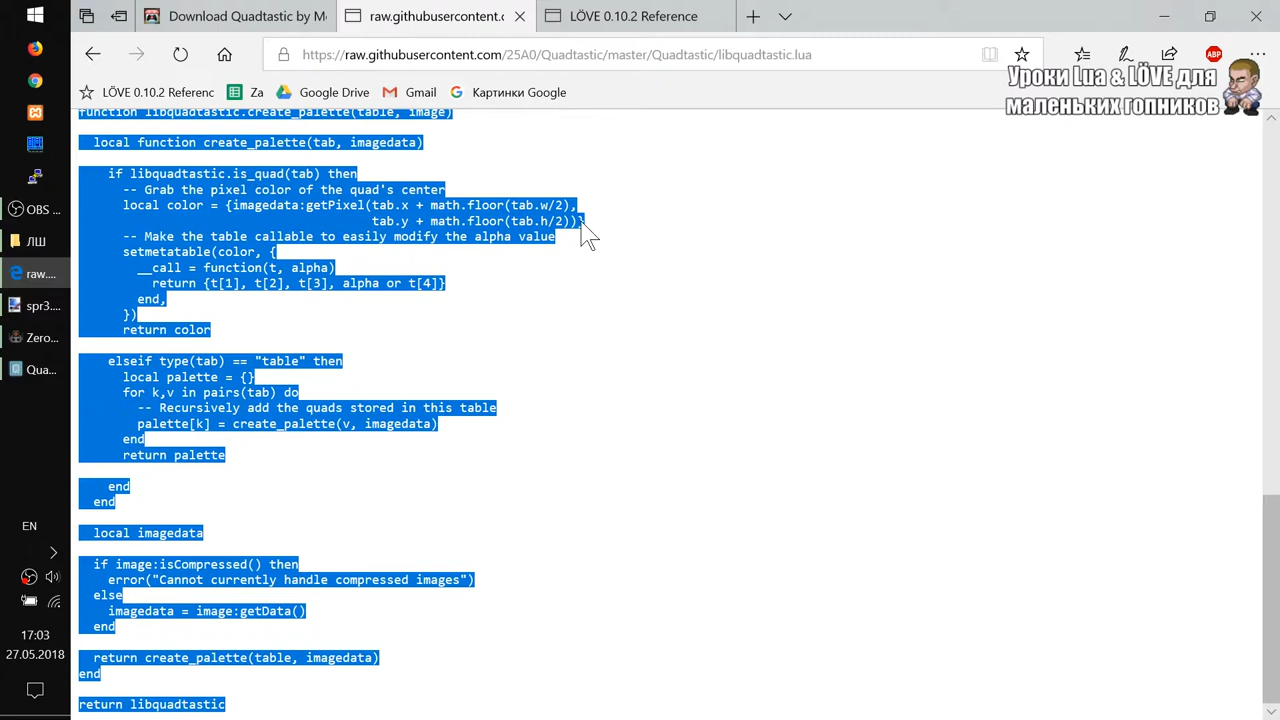 Download Quadtastic by M
raw.githubusercontent.c
LÖVE 0.10.2 Reference
https://raw.githubusercontent.com/25A0/Quadtastic/master/Quadtastic/libquadtastic.lua
ABP
LÖVE 0.10.2 Referenc
Za
Google Drive
Gmail
Картинки Google
Уроки Lua & LÖVE для
маленьких гопников
function libquadtastic.create_palette(table, image)
local function create_palette(tab, imagedata)
if libquadtastic.is_quad(tab) then
-- Grab the pixel color of the quad's center
local color = {imagedata:getPixel(tab.x + math.floor(tab.w/2),
tab.y + math.floor(tab.h/2))}
-- Make the table callable to easily modify the alpha value
setmetatable(color, {
__call = function(t, alpha)
return {t[1], t[2], t[3], alpha or t[4]}
end,
})
return color
elseif type(tab) == "table" then
local palette = {}
for k,v in pairs(tab) do
-- Recursively add the quads stored in this table
palette[k] = create_palette(v, imagedata)
end
return palette
end
end
local imagedata
if image:isCompressed() then
error("Cannot currently handle compressed images")
else
imagedata = image:getData()
end
return create_palette(table, imagedata)
end
return libquadtastic
OBS
ЛШ
raw....
spr3....
Zero...
Qua...
EN
17:03
27.05.2018